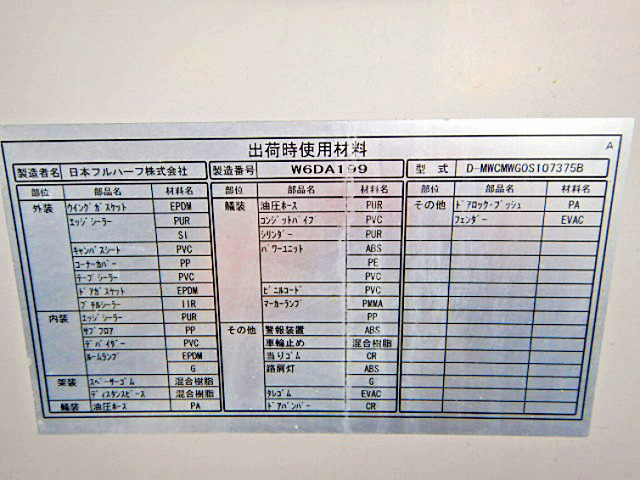 出荷時使用材料
A
製造者名 日本フルハーフ株式会社 製造番号 W6DA199 型式 D-MWCMWG0S107375B
部位 部品名 材料名 部位 部品名 材料名 部位 部品名 材料名
外装 ウイングガスケット EPDM 艤装 油圧ホース PUR その他 ドアロック・ブッシュ PA
エッジシーラー PUR コンジットパイプ PVC フェンダー EVAC
SI シリンダー PUR
キャンバスシート PVC パワーユニット ABS
コーナーカバー PP PE
テープシーラー PVC PVC
ドアガスケット EPDM ビニルコード PVC
ブチルシーラー IIR マーカーランプ PMMA
内装 エッジシーラー PUR PP
サブフロア PP その他 警報装置 ABS
デバイダー PVC 車輪止め 混合樹脂
ルームランプ EPDM 当りゴム CR
G 路肩灯 ABS
架装 スペーサーゴム 混合樹脂 G
ディスタンスピース 混合樹脂 タレゴム EVAC
艤装 油圧ホース PA ドアバンパー CR